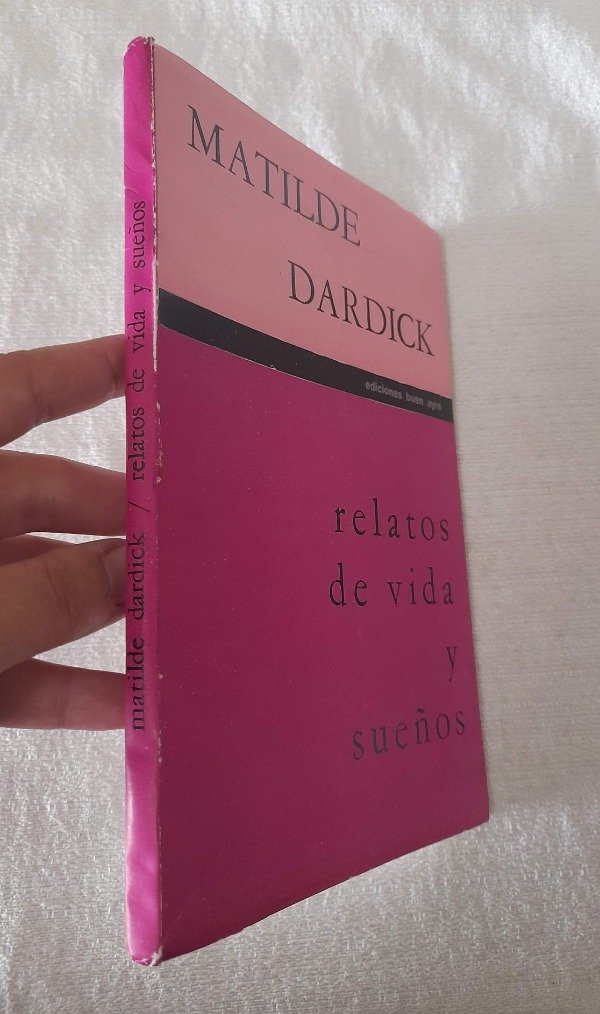 MATILDE
DARDICK
ediciones buen ayre
relatos
de vida
y
sueños
matilde dardick / relatos de vida y sueños